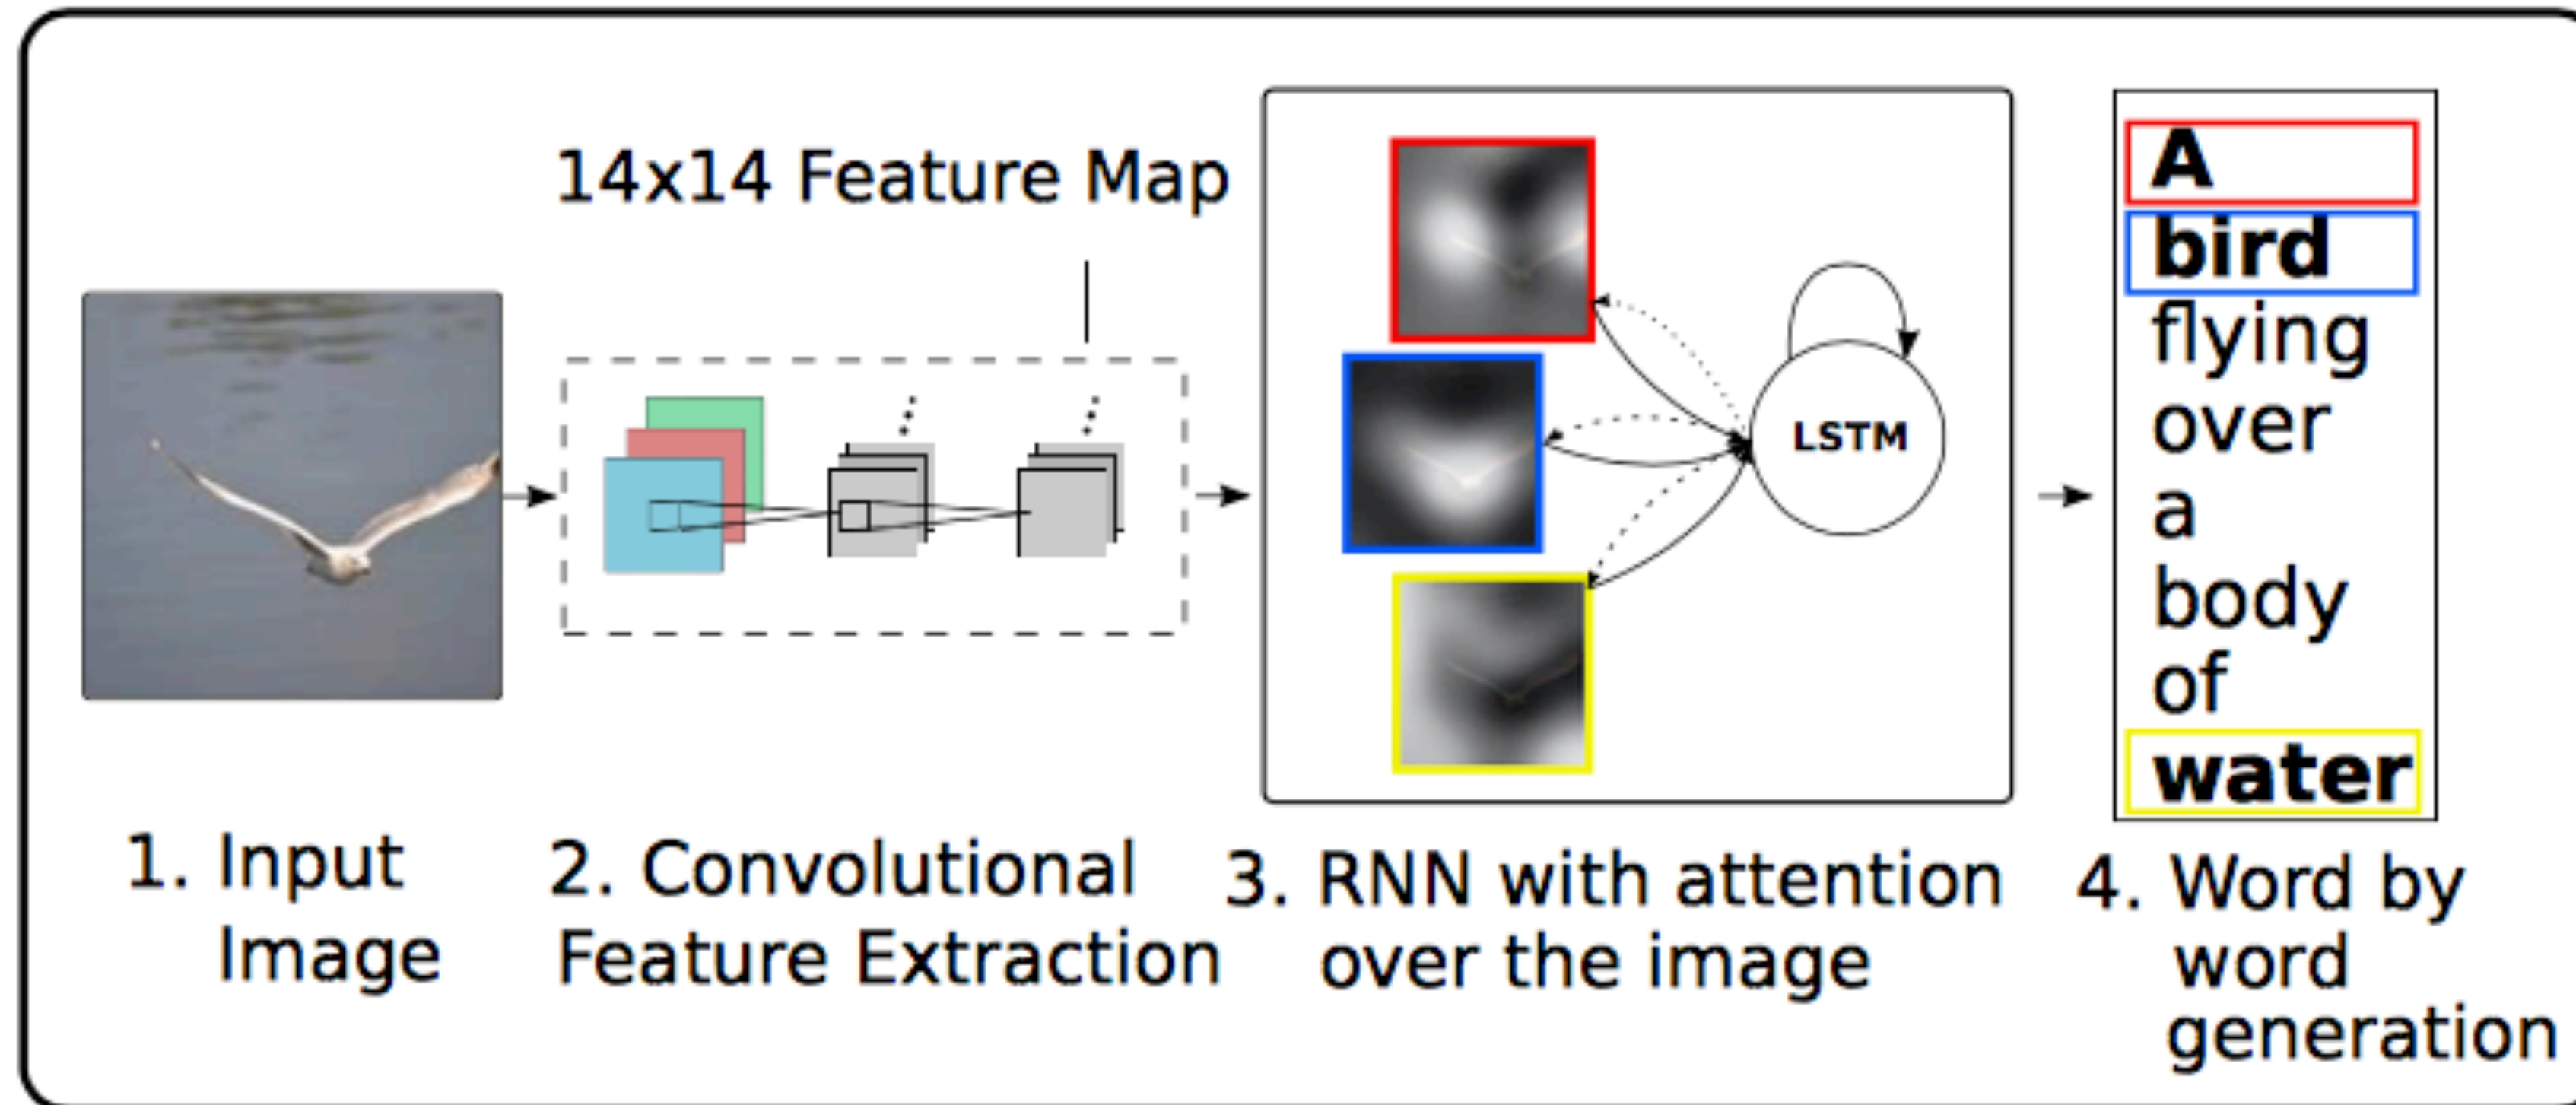 14x14 Feature Map
LSTM
A
bird
flying
over
a
body
of
water
1. Input
Image
2. Convolutional
Feature Extraction
3. RNN with attention
over the image
4. Word by
word
generation